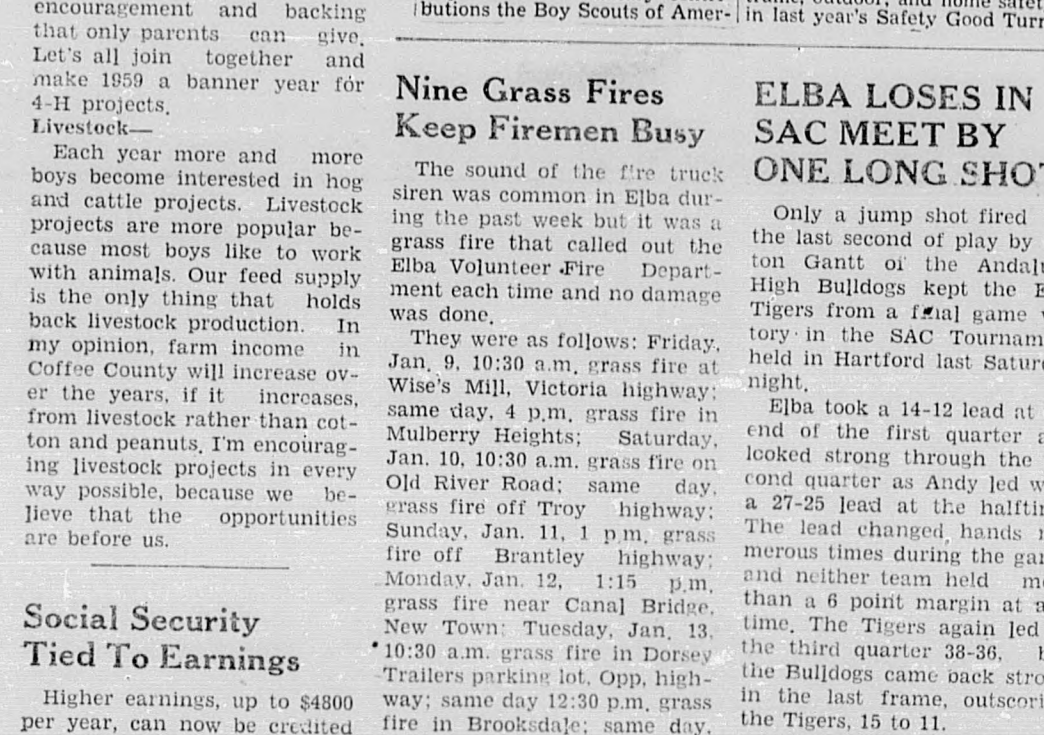 encouragement and backing
that only parents can give.
Let's all join together and
make 1959 a banner year for
4-H projects.
Livestock—
Each year more and more
boys become interested in hog
and cattle projects. Livestock
projects are more popular be-
cause most boys like to work
with animals. Our feed supply
is the only thing that holds
back livestock production. In
my opinion, farm income in
Coffee County will increase ov-
er the years, if it increases,
from livestock rather than cot-
ton and peanuts. I'm encourag-
ing livestock projects in every
way possible, because we be-
lieve that the opportunities
are before us.
Social Security
Tied To Earnings
Higher earnings, up to $4800
per year, can now be credited
butions the Boy Scouts of Amer-
Nine Grass Fires
Keep Firemen Busy
The sound of the fire truck
siren was common in Elba dur-
ing the past week but it was a
grass fire that called out the
Elba Volunteer Fire Depart-
ment each time and no damage
was done.
They were as follows: Friday,
Jan. 9, 10:30 a.m. grass fire at
Wise's Mill, Victoria highway;
same day, 4 p.m. grass fire in
Mulberry Heights; Saturday,
Jan. 10, 10:30 a.m. grass fire on
Old River Road; same day,
grass fire off Troy highway;
Sunday, Jan. 11, 1 p.m. grass
fire off Brantley highway;
Monday, Jan. 12, 1:15 p.m.
grass fire near Canal Bridge,
New Town; Tuesday, Jan. 13,
10:30 a.m. grass fire in Dorsey
Trailers parking lot, Opp, high-
way; same day 12:30 p.m. grass
fire in Brooksdale; same day,
outdoor, and home
in last year's Safety Good Turn
ELBA LOSES IN
SAC MEET BY
ONE LONG SHOT
Only a jump shot fired
the last second of play by
ton Gantt of the Andalu
High Bulldogs kept the E
Tigers from a final game
tory in the SAC Tournam
held in Hartford last Satur
night.
Elba took a 14-12 lead at
end of the first quarter a
looked strong through the
cond quarter as Andy led w
a 27-25 lead at the halftim
The lead changed hands
merous times during the ga
and neither team held m
than a 6 point margin at a
time. The Tigers again led
the third quarter 38-36, b
the Bulldogs came back stro
in the last frame, outscori
the Tigers, 15 to 11.